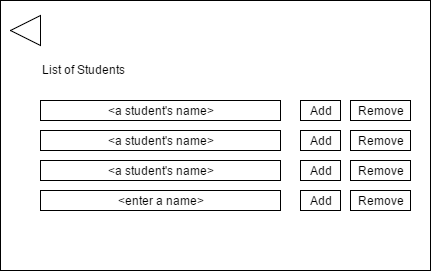 List of Students
<a student's name> Add Remove
<a student's name> Add Remove
<a student's name> Add Remove
<enter a name> Add Remove